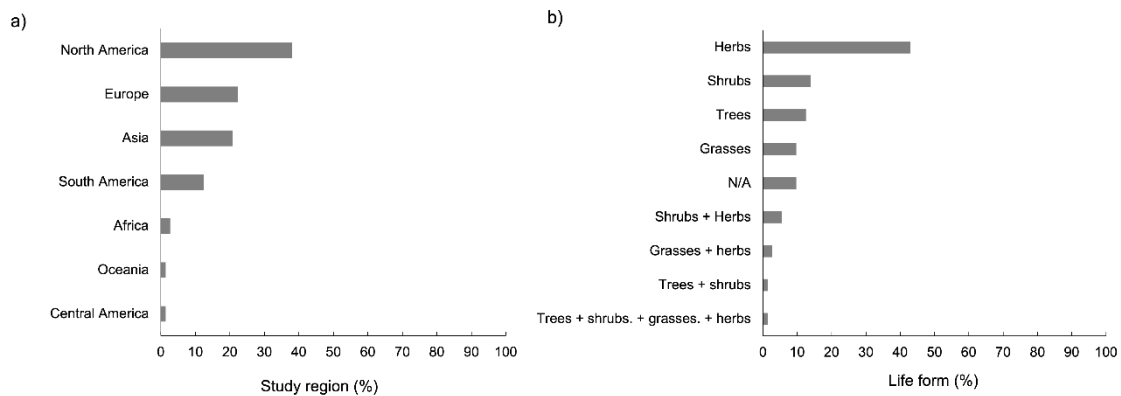 a)
North America
Europe
Asia
South America
Africa
Oceania
Central America
0 10 20 30 40 50 60 70 80 90 100
Study region (%)
b)
Herbs
Shrubs
Trees
Grasses
N/A
Shrubs + Herbs
Grasses + herbs
Trees + shrubs
Trees + shrubs. + grasses. + herbs
0 10 20 30 40 50 60 70 80 90 100
Life form (%)